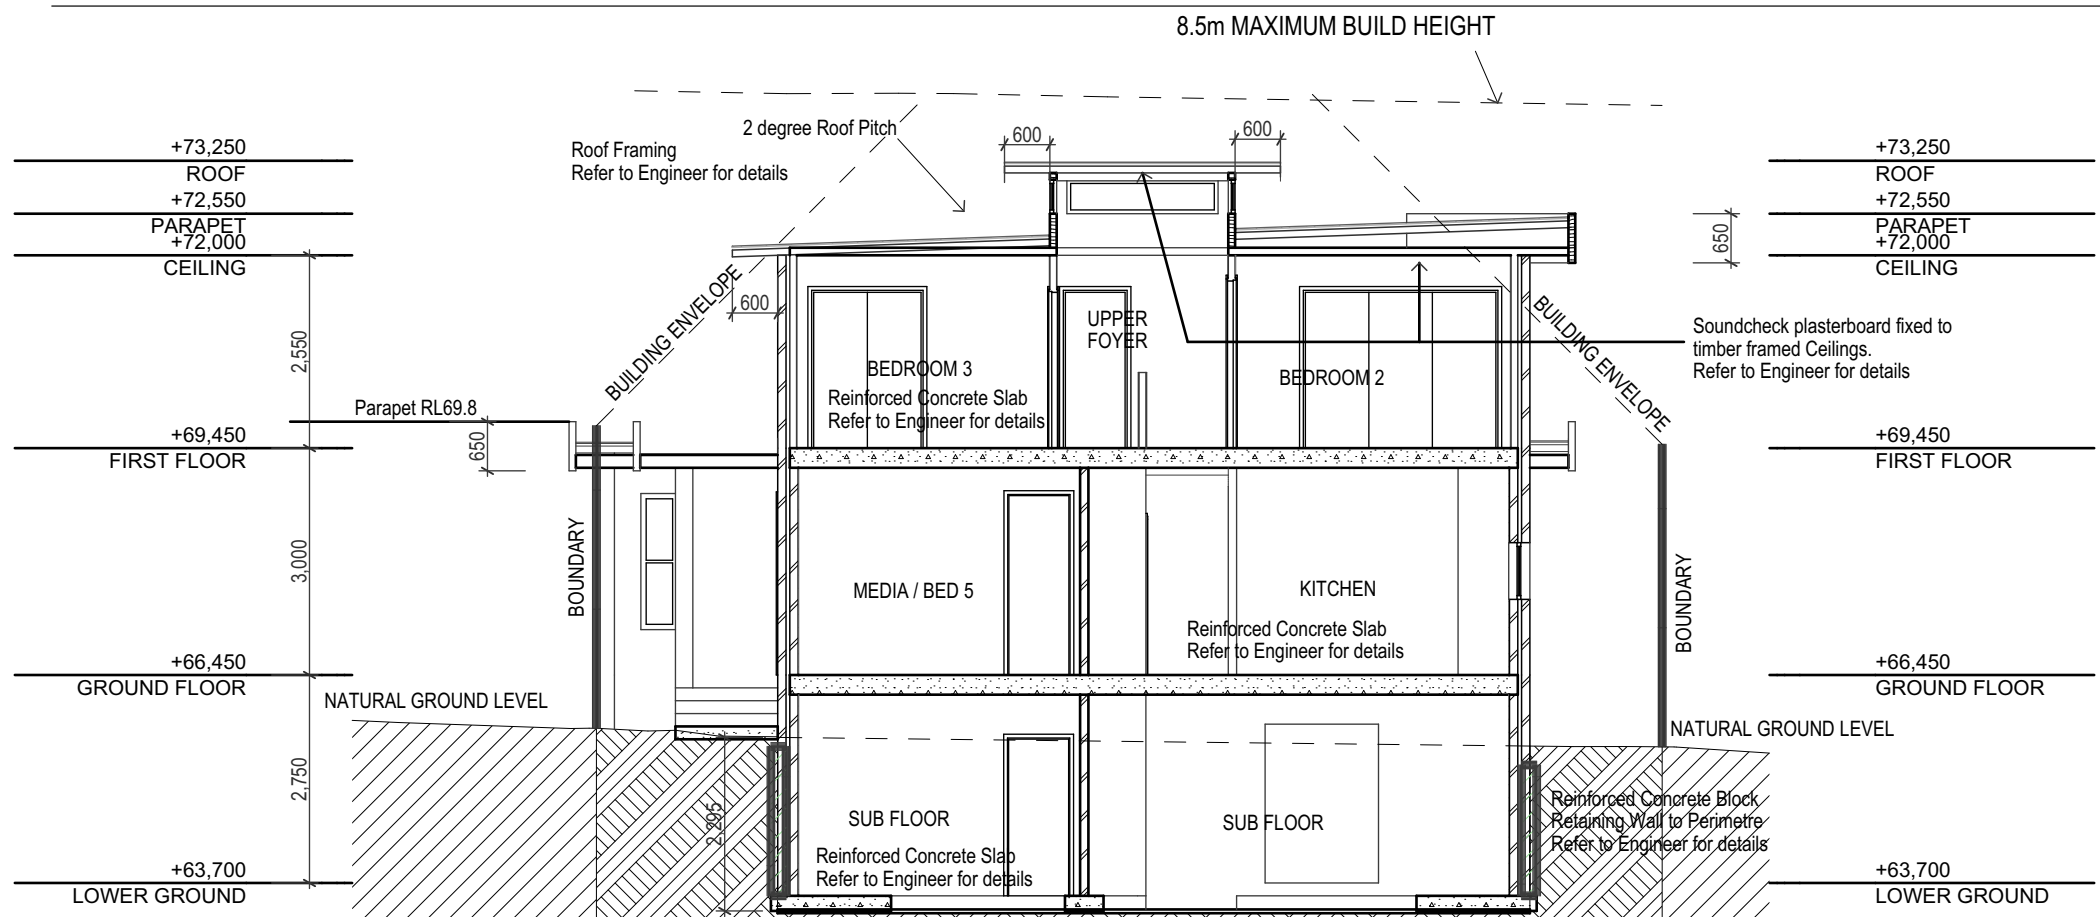 8.5m MAXIMUM BUILD HEIGHT
2 degree Roof Pitch
Roof Framing
Refer to Engineer for details
600
600
+73,250
ROOF
+72,550
PARAPET
+72,000
CEILING
+73,250
ROOF
+72,550
PARAPET
+72,000
CEILING
650
600
BUILDING ENVELOPE
BUILDING ENVELOPE
UPPER
FOYER
BEDROOM 3
Reinforced Concrete Slab
Refer to Engineer for details
BEDROOM 2
Soundcheck plasterboard fixed to
timber framed Ceilings.
Refer to Engineer for details
2,550
Parapet RL69.8
650
+69,450
FIRST FLOOR
+69,450
FIRST FLOOR
3,000
BOUNDARY
MEDIA / BED 5
KITCHEN
Reinforced Concrete Slab
Refer to Engineer for details
BOUNDARY
+66,450
GROUND FLOOR
+66,450
GROUND FLOOR
NATURAL GROUND LEVEL
NATURAL GROUND LEVEL
2,750
2,295
SUB FLOOR
SUB FLOOR
Reinforced Concrete Slab
Refer to Engineer for details
Reinforced Concrete Block
Retaining Wall to Perimetre
Refer to Engineer for details
+63,700
LOWER GROUND
+63,700
LOWER GROUND